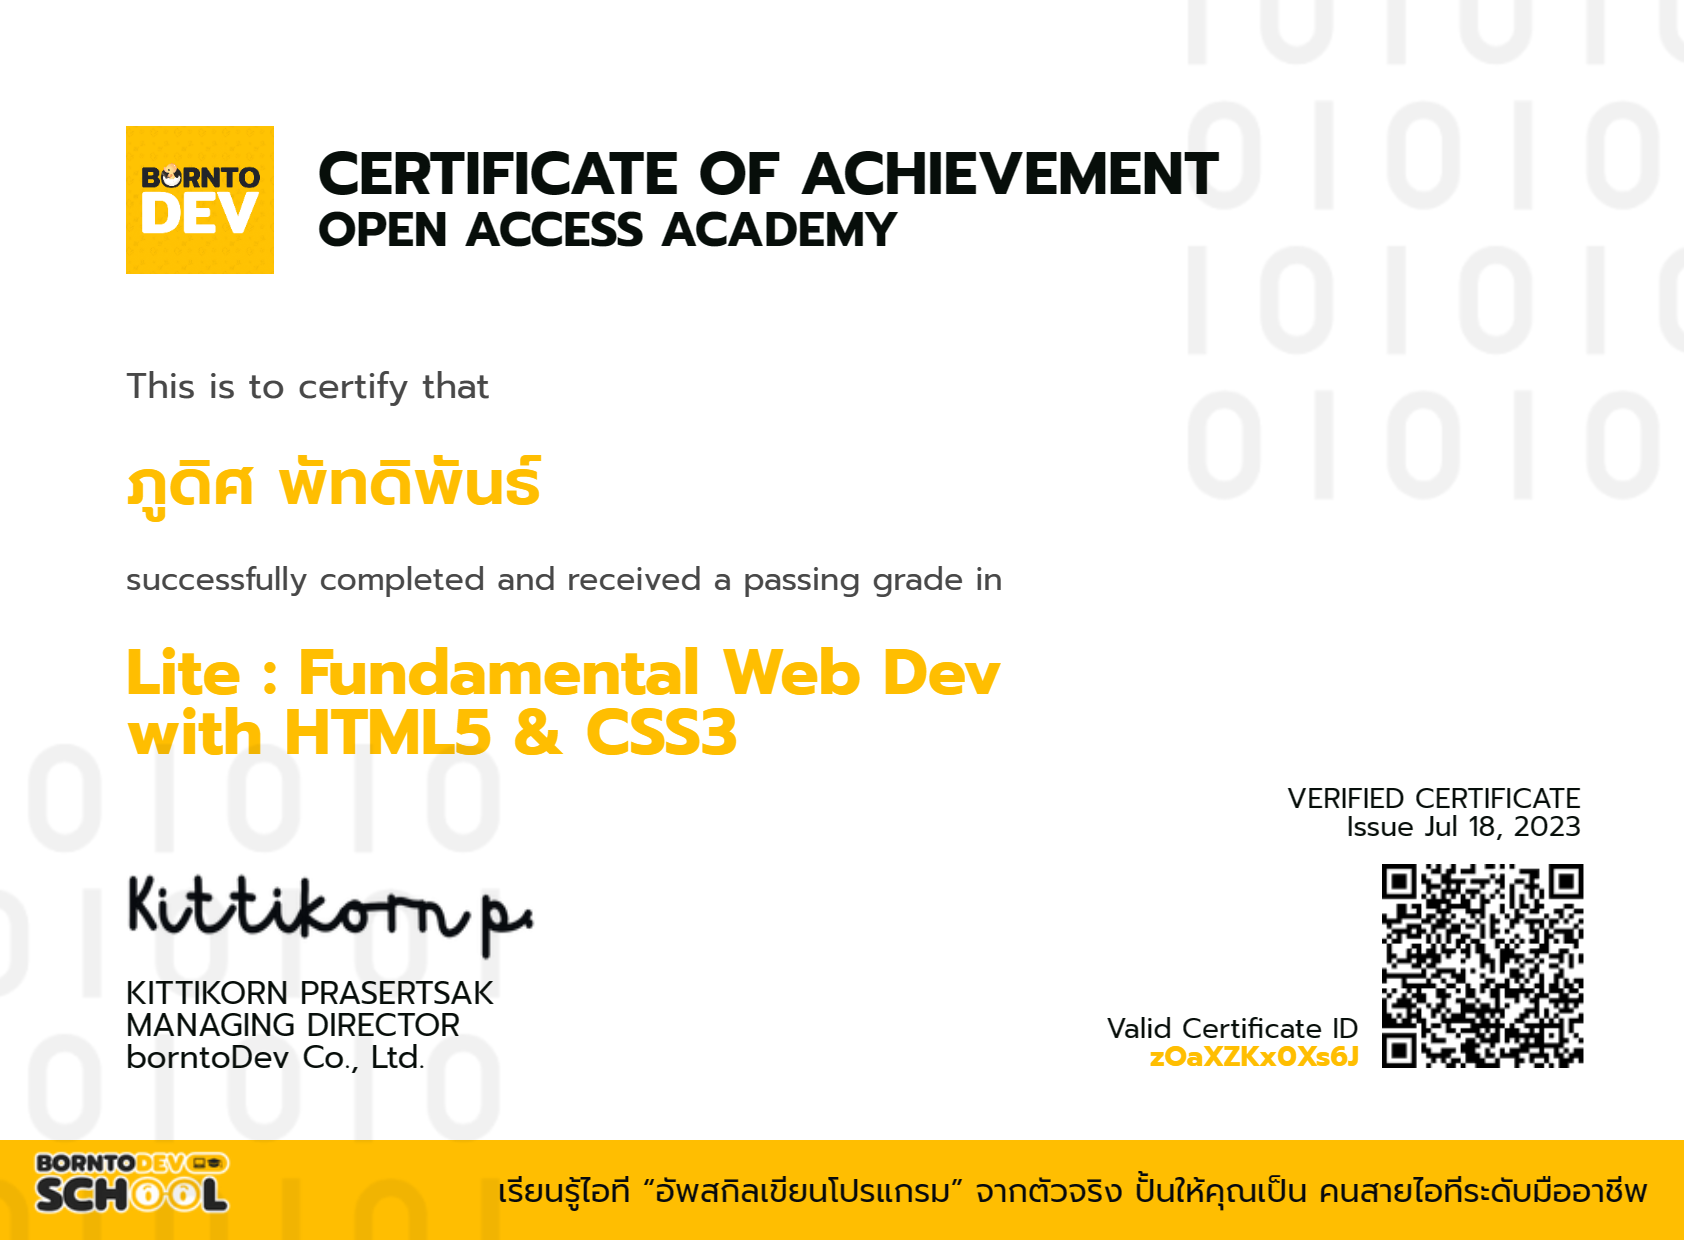 BORNTO
DEV
CERTIFICATE OF ACHIEVEMENT
OPEN ACCESS ACADEMY
This is to certify that
ภูดิศ พัทดิพันธ์
successfully completed and received a passing grade in
Lite : Fundamental Web Dev
with HTML5 & CSS3
VERIFIED CERTIFICATE
Issue Jul 18, 2023
Kittikorn p.
KITTIKORN PRASERTSAK
MANAGING DIRECTOR
borntoDev Co., Ltd.
Valid Certificate ID
zOaXZKx0Xs6J
BORNTODEV
SCHOOL
เรียนรู้ไอที “อัพสกิลเขียนโปรแกรม” จากตัวจริง ปั้นให้คุณเป็น คนสายไอทีระดับมืออาชีพ